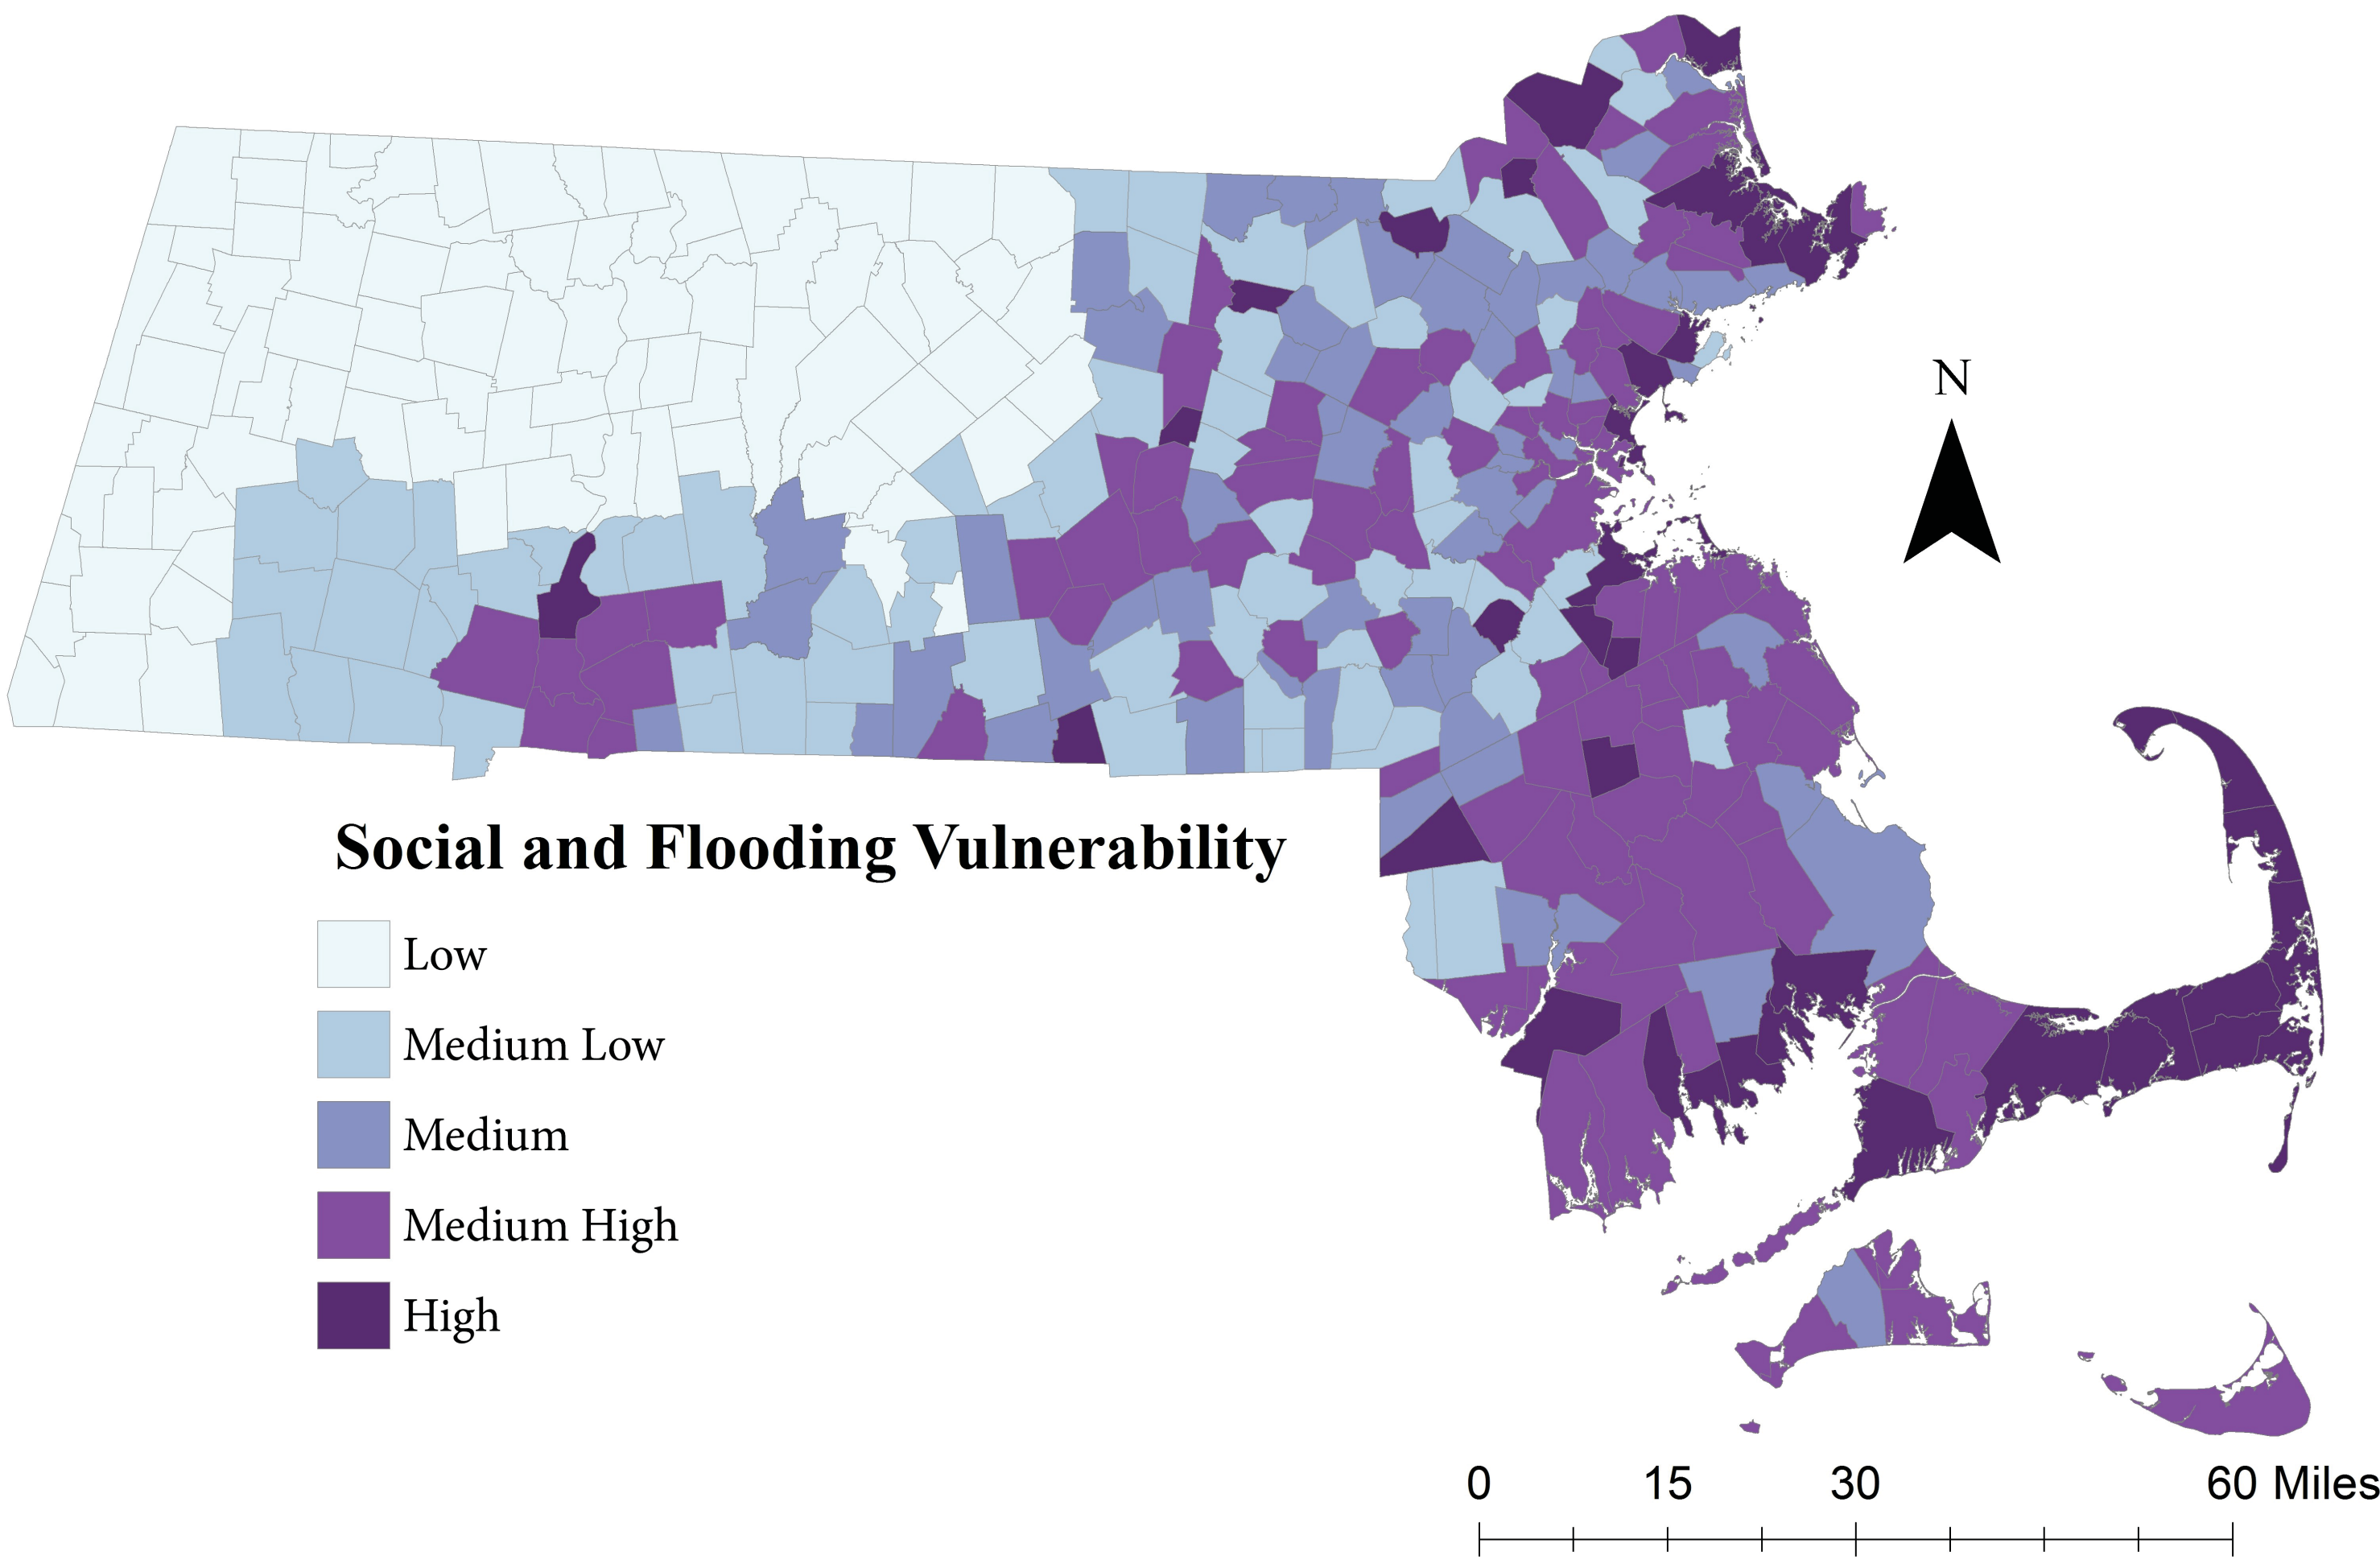 N
Social and Flooding Vulnerability
Low
Medium Low
Medium
Medium High
High
0 15 30 60 Miles